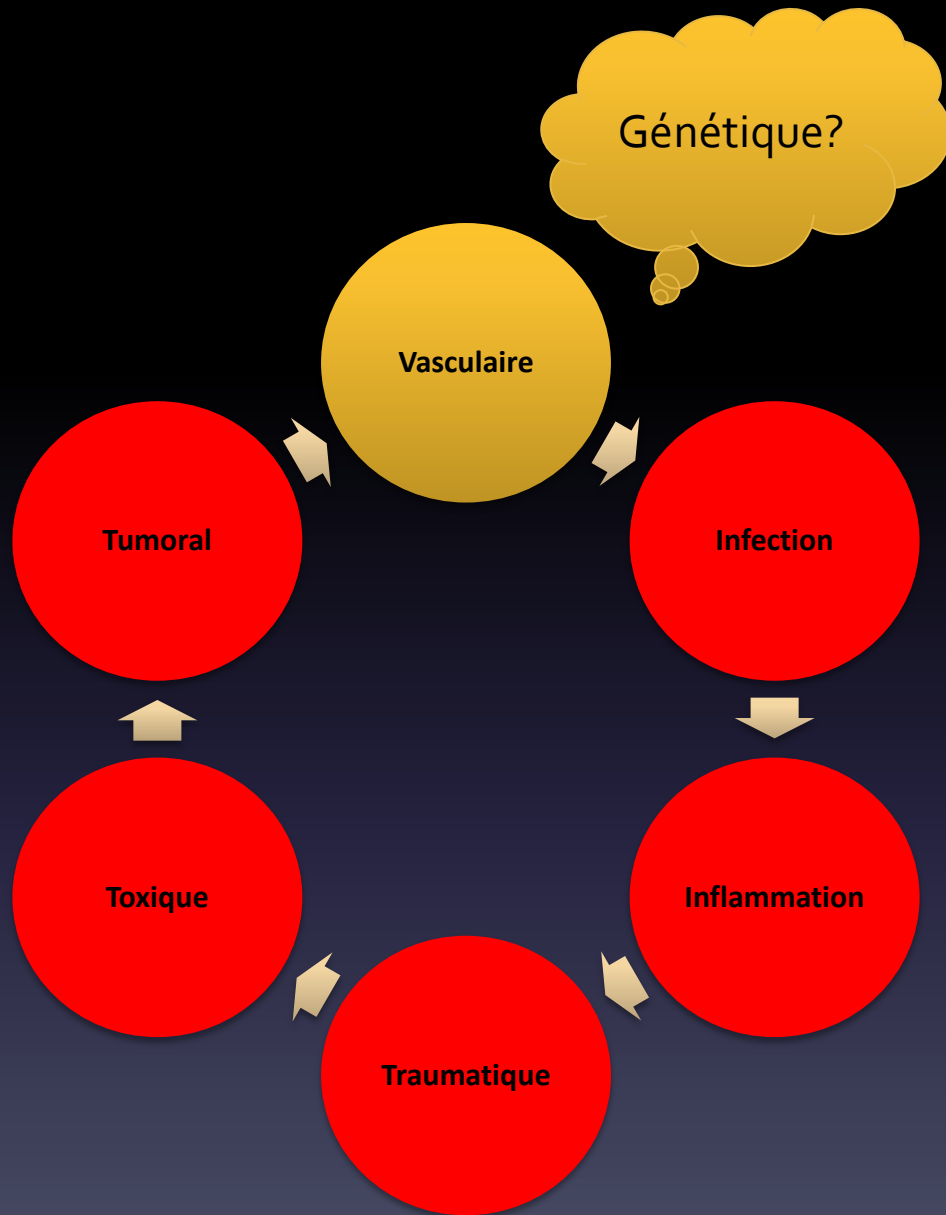 Génétique?
Vasculaire
Tumoral
Infection
Toxique
Inflammation
Traumatique